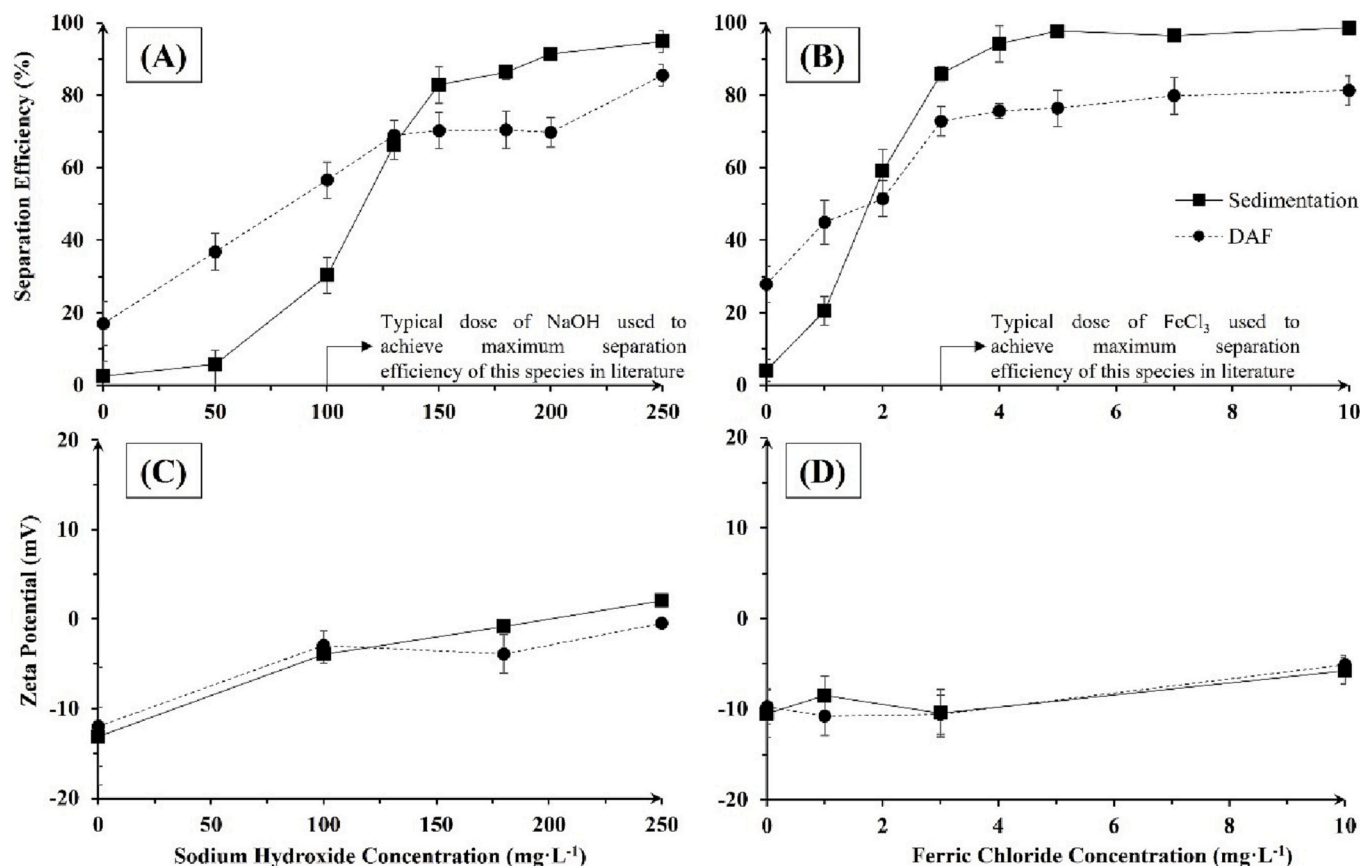 100
(A)
80
60
40
20
0
Separation Efficiency (%)
Typical dose of NaOH used to
achieve maximum separation
efficiency of this species in literature
0 50 100 150 200 250
100
(B)
80
60
40
20
0
Sedimentation
DAF
Typical dose of FeCl3 used to
achieve maximum separation
efficiency of this species in literature
0 2 4 6 8 10
20
(C)
10
0
-10
-20
Zeta Potential (mV)
0 50 100 150 200 250
Sodium Hydroxide Concentration (mg·L-1)
20
(D)
10
0
-10
-20
0 2 4 6 8 10
Ferric Chloride Concentration (mg·L-1)